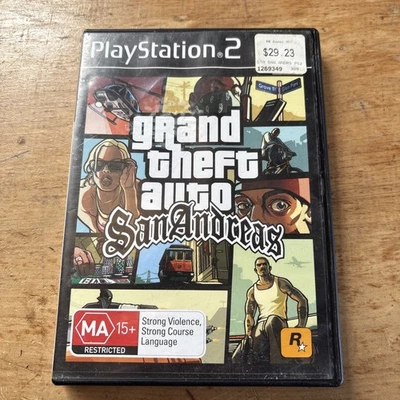 PlayStation®2
$29.23
1269349
Grove St
grand
theft
auto
San Andreas
MA 15+
RESTRICTED
Strong Violence,
Strong Course
Language
R